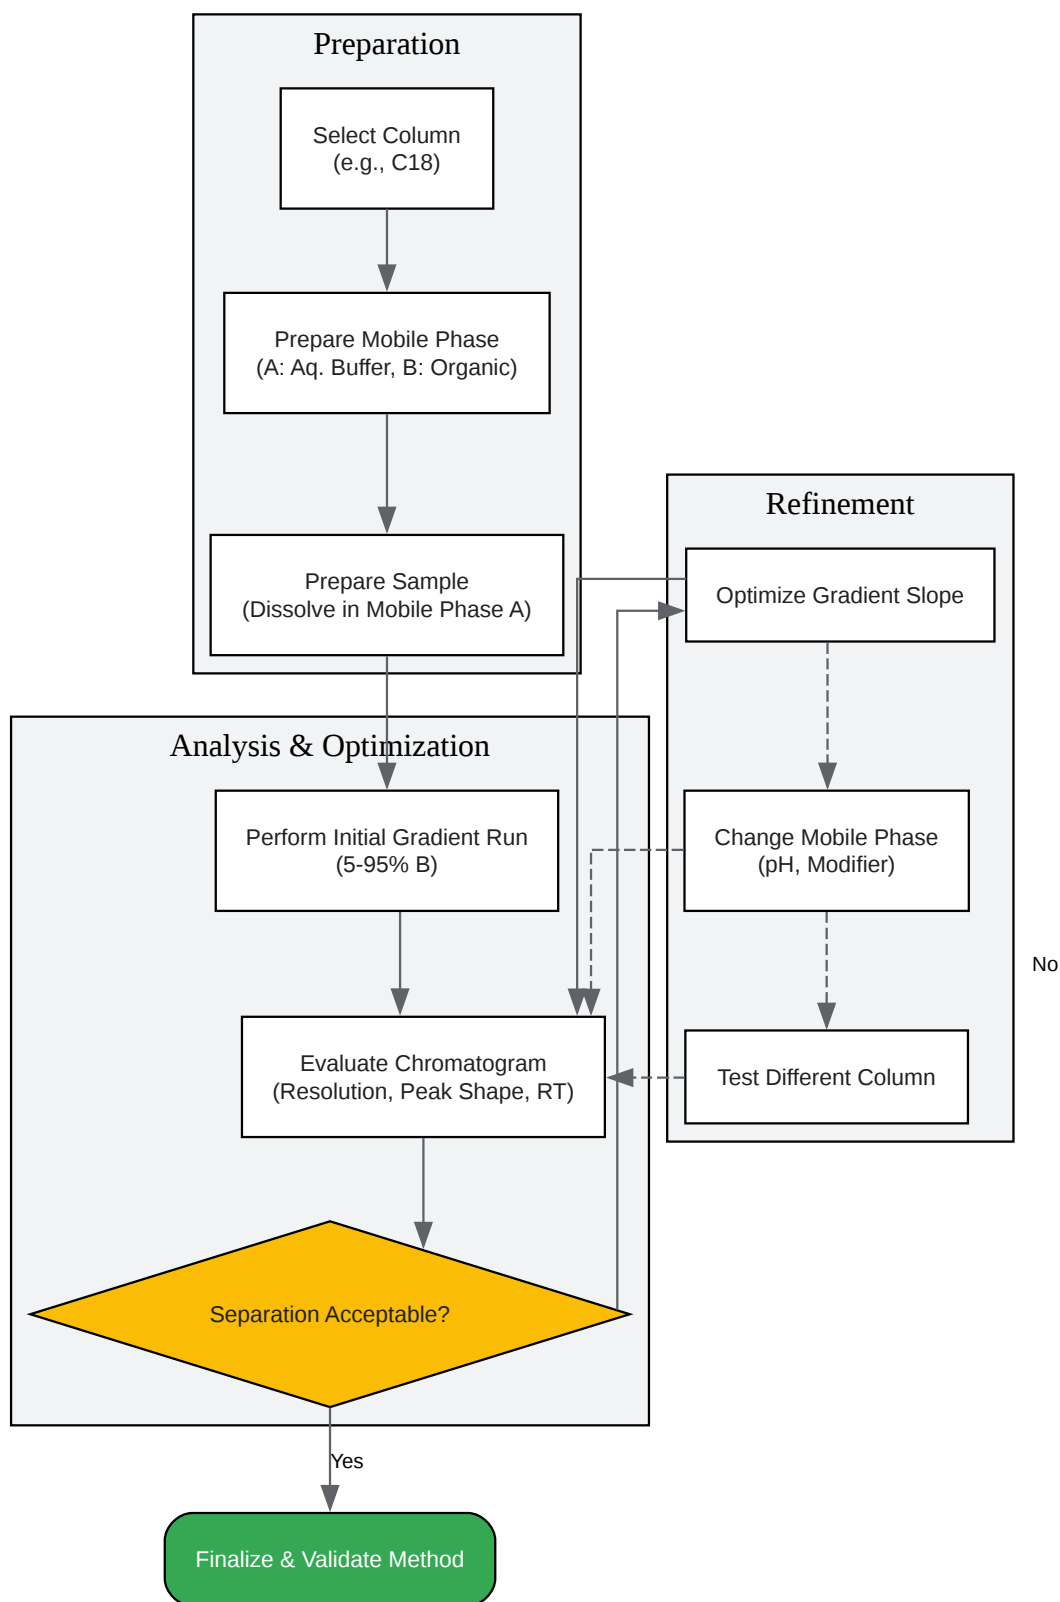 Preparation
Select Column
(e.g., C18)
Prepare Mobile Phase
(A: Aq. Buffer, B: Organic)
Prepare Sample
(Dissolve in Mobile Phase A)
Refinement
Optimize Gradient Slope
Change Mobile Phase
(pH, Modifier)
Test Different Column
No
Analysis & Optimization
Perform Initial Gradient Run
(5-95% B)
Evaluate Chromatogram
(Resolution, Peak Shape, RT)
Separation Acceptable?
Yes
Finalize & Validate Method